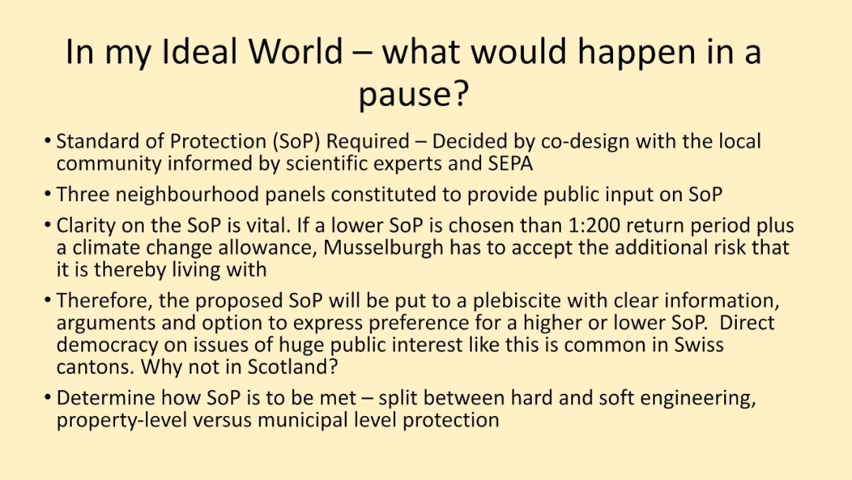 In my Ideal World – what would happen in a
pause?
• Standard of Protection (SoP) Required – Decided by co-design with the local
community informed by scientific experts and SEPA
• Three neighbourhood panels constituted to provide public input on SoP
• Clarity on the SoP is vital. If a lower SoP is chosen than 1:200 return period plus
a climate change allowance, Musselburgh has to accept the additional risk that
it is thereby living with
• Therefore, the proposed SoP will be put to a plebiscite with clear information,
arguments and option to express preference for a higher or lower SoP.  Direct
democracy on issues of huge public interest like this is common in Swiss
cantons. Why not in Scotland?
• Determine how SoP is to be met – split between hard and soft engineering,
property-level versus municipal level protection